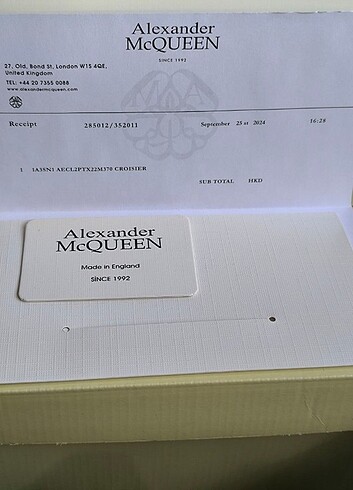 Alexander
McQUEEN
SINCE 1992
27, Old, Bond St, London W1S 4QE,
United Kingdom
TEL: +44 20 7355 0088
www.alexandermcqueen.com
Receipt 285012/352011 September 25 st 2024 16:28
1 1A3SN1 AECL2PTX22M370 CROISIER
SUB TOTAL HKD
Alexander
McQUEEN
Made in England
SINCE 1992